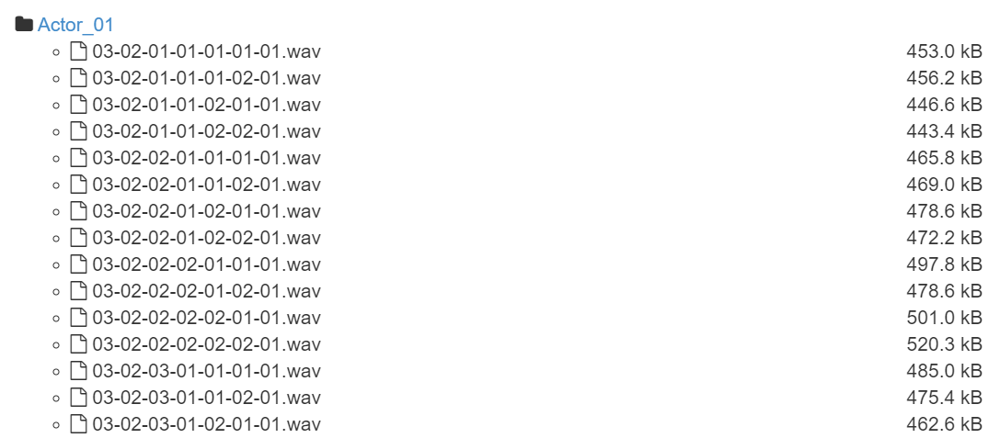 Actor_01
03-02-01-01-01-01-01.wav 453.0 kB
03-02-01-01-01-02-01.wav 456.2 kB
03-02-01-01-02-01-01.wav 446.6 kB
03-02-01-01-02-02-01.wav 443.4 kB
03-02-02-01-01-01-01.wav 465.8 kB
03-02-02-01-01-02-01.wav 469.0 kB
03-02-02-01-02-01-01.wav 478.6 kB
03-02-02-01-02-02-01.wav 472.2 kB
03-02-02-02-01-01-01.wav 497.8 kB
03-02-02-02-01-02-01.wav 478.6 kB
03-02-02-02-02-01-01.wav 501.0 kB
03-02-02-02-02-02-01.wav 520.3 kB
03-02-03-01-01-01-01.wav 485.0 kB
03-02-03-01-01-02-01.wav 475.4 kB
03-02-03-01-02-01-01.wav 462.6 kB